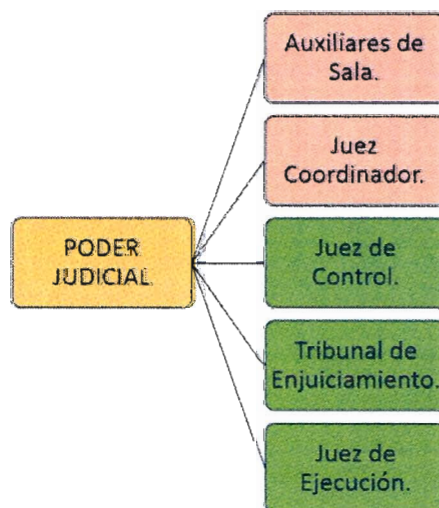 Auxiliares de
Sala.
Juez
Coordinador.
PODER
JUDICIAL
Juez de
Control.
Tribunal de
Enjuiciamiento.
Juez de
Ejecución.